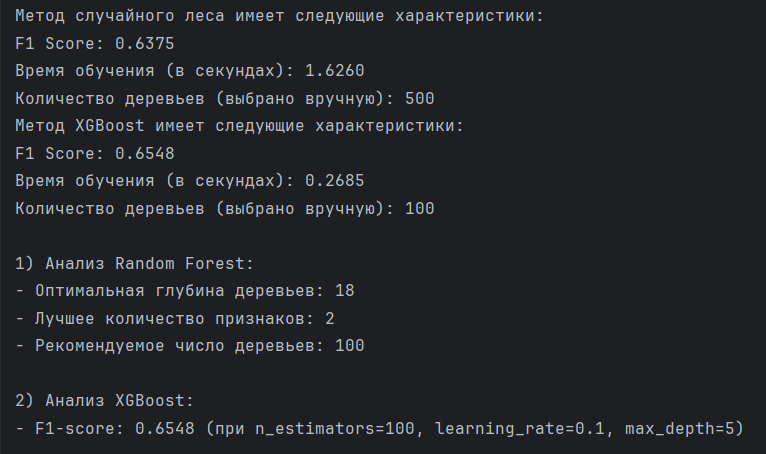 Метод случайного леса имеет следующие характеристики:
F1 Score: 0.6375
Время обучения (в секундах): 1.6260
Количество деревьев (выбрано вручную): 500
Метод XGBoost имеет следующие характеристики:
F1 Score: 0.6548
Время обучения (в секундах): 0.2685
Количество деревьев (выбрано вручную): 100
1) Анализ Random Forest:
- Оптимальная глубина деревьев: 18
- Лучшее количество признаков: 2
- Рекомендуемое число деревьев: 100
2) Анализ XGBoost:
- F1-score: 0.6548 (при n_estimators=100, learning_rate=0.1, max_depth=5)